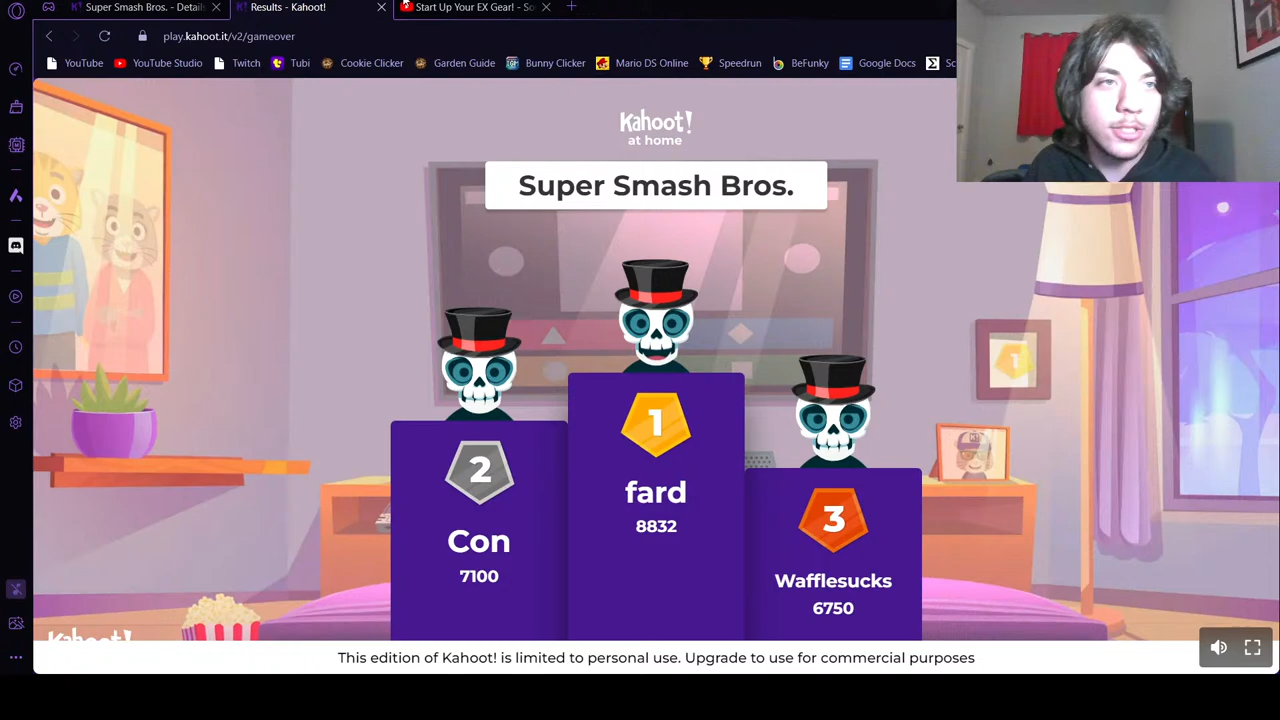 Super Smash Bros. - Details
Results - Kahoot!
Start Up Your EX Gear! - So
play.kahoot.it/v2/gameover
YouTube
YouTube Studio
Twitch
Tubi
Cookie Clicker
Garden Guide
Bunny Clicker
Mario DS Online
Speedrun
BeFunky
Google Docs
Sc
Kahoot!
at home
Super Smash Bros.
1
fard
8832
2
Con
7100
3
Wafflesucks
6750
1
Kahoot!
This edition of Kahoot! is limited to personal use. Upgrade to use for commercial purposes